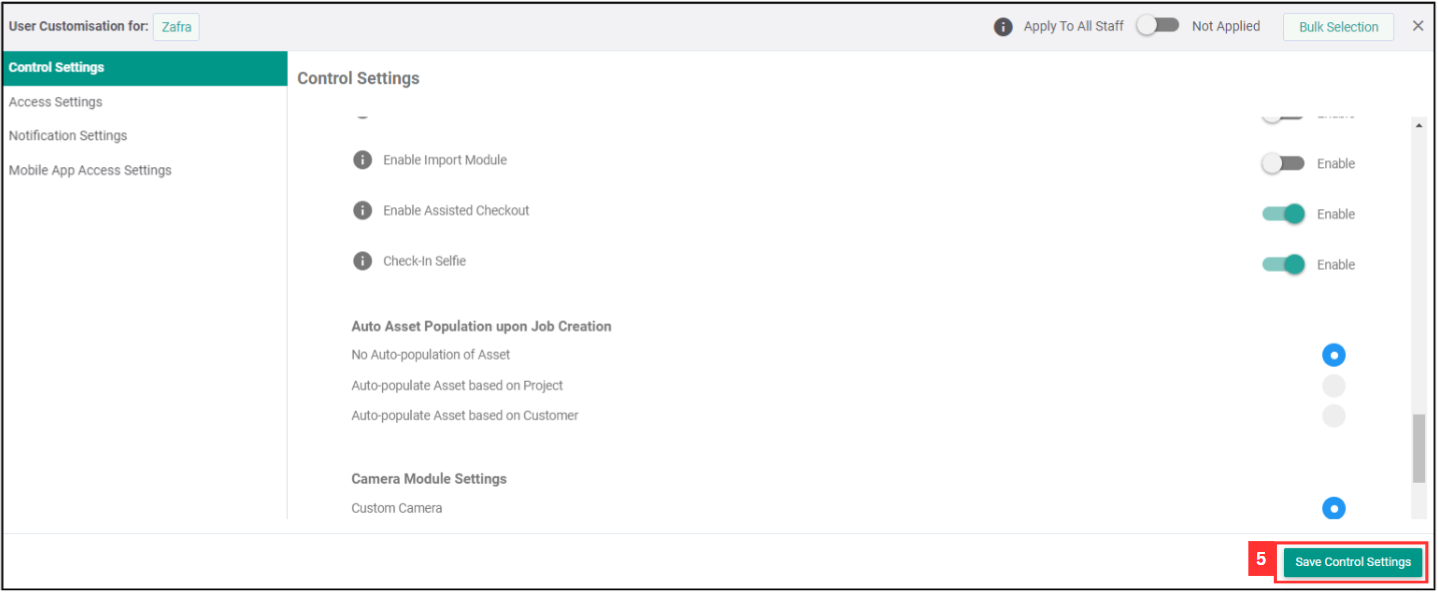 User Customisation for: Zafra
Apply To All Staff Not Applied Bulk Selection
Control Settings
Access Settings
Notification Settings
Mobile App Access Settings
Control Settings
Enable Import Module Enable
Enable Assisted Checkout Enable
Check-In Selfie Enable
Auto Asset Population upon Job Creation
No Auto-population of Asset
Auto-populate Asset based on Project
Auto-populate Asset based on Customer
Camera Module Settings
Custom Camera
5 Save Control Settings